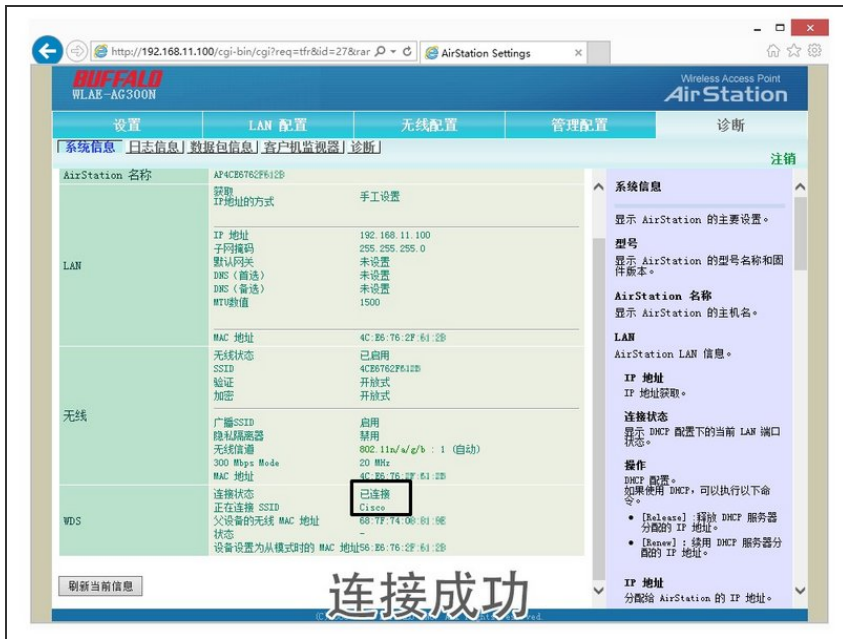 http://192.168.11.100/cgi-bin/cgi?req=tfr&id=27&rar
AirStation Settings
BUFFALO
WLAE-AG300N
Wireless Access Point
AirStation
设置 LAN 配置 无线配置 管理配置 诊断
系统信息 日志信息 数据包信息 客户机监视器 诊断
注销
AirStation 名称 AP4CE6762F612B
LAN
获取
IP地址的方式 手工设置
IP 地址 192.168.11.100
子网掩码 255.255.255.0
默认网关 未设置
DNS（首选） 未设置
DNS（备选） 未设置
MTU数值 1500
MAC 地址 4C:E6:76:2F:61:2B
无线
无线状态 已启用
SSID 4CE6762F612B
验证 开放式
加密 开放式
广播SSID 启用
隐私隔离器 禁用
无线信道 802.11n/a/g/b : 1 (自动)
300 Mbps Mode 20 MHz
MAC 地址 4C:E6:76:2F:61:2B
WDS
连接状态 已连接
正在连接 SSID Cisco
父设备的无线 MAC 地址
状态 -
设备设置为从模式时的 MAC 地址 56:E6:76:2F:61:2B
刷新当前信息
系统信息
显示 AirStation 的主要设置。
型号
显示 AirStation 的型号名称和固
件版本。
AirStation 名称
显示 AirStation 的主机名。
LAN
AirStation LAN 信息。
IP 地址
IP 地址获取。
连接状态
显示 DHCP 配置下的当前 LAN 端口
状态。
操作
DHCP 配置。
如果使用 DHCP，可以执行以下命
令。
• [Release] :释放 DHCP 服务器
分配的 IP 地址。
• [Renew] : 续用 DHCP 服务器分
配的 IP 地址。
IP 地址
分配给 AirStation 的 IP 地址。
连接成功